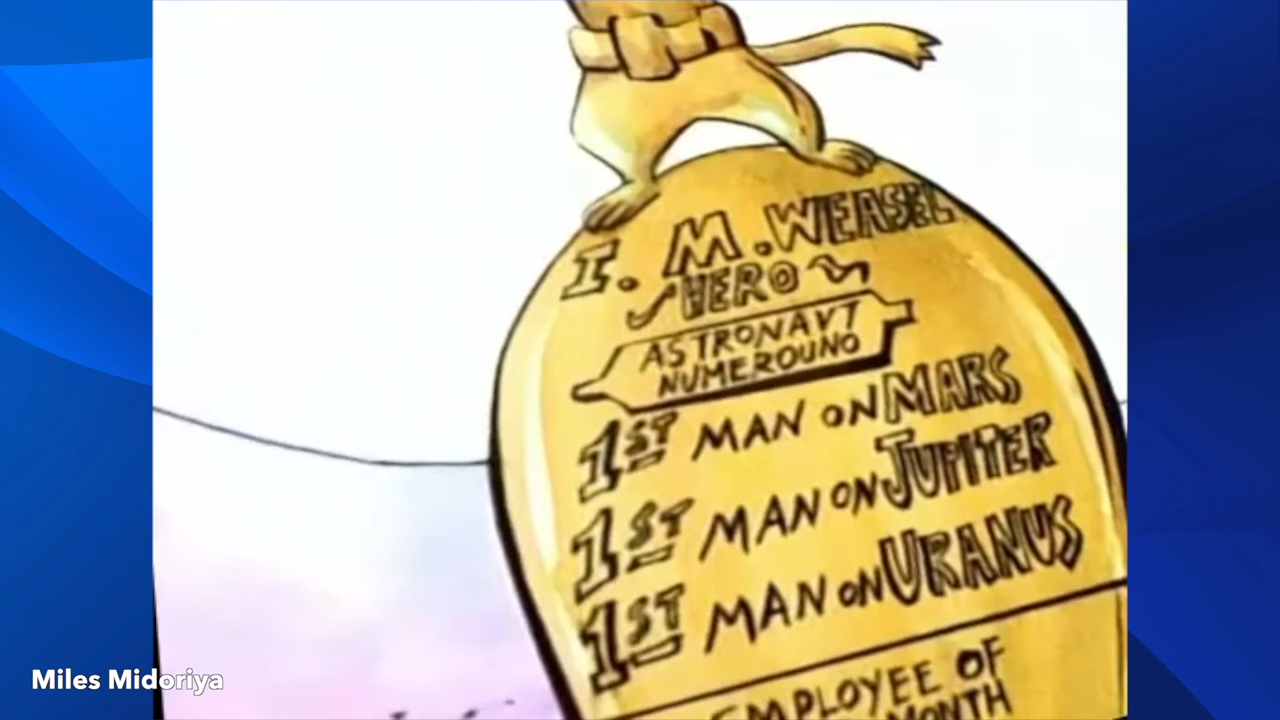 I. M. WEASEL
HERO
ASTRONAVT
NUMEROUNO
1ST MAN ON MARS
1ST MAN ON JUPITER
1ST MAN ON URANUS
EMPLOYEE OF
MONTH
Miles Midoriya